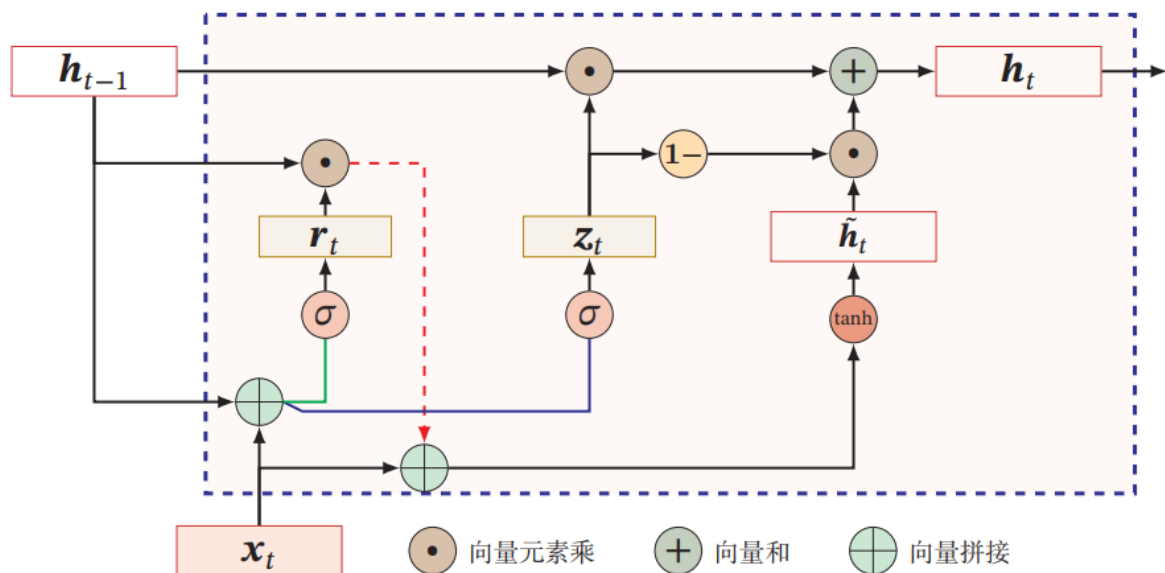 h_{t−1} · + h_t
· 1− ·
r_t z_t h̃_t
σ σ tanh
x_t · 向量元素乘 + 向量和 向量拼接